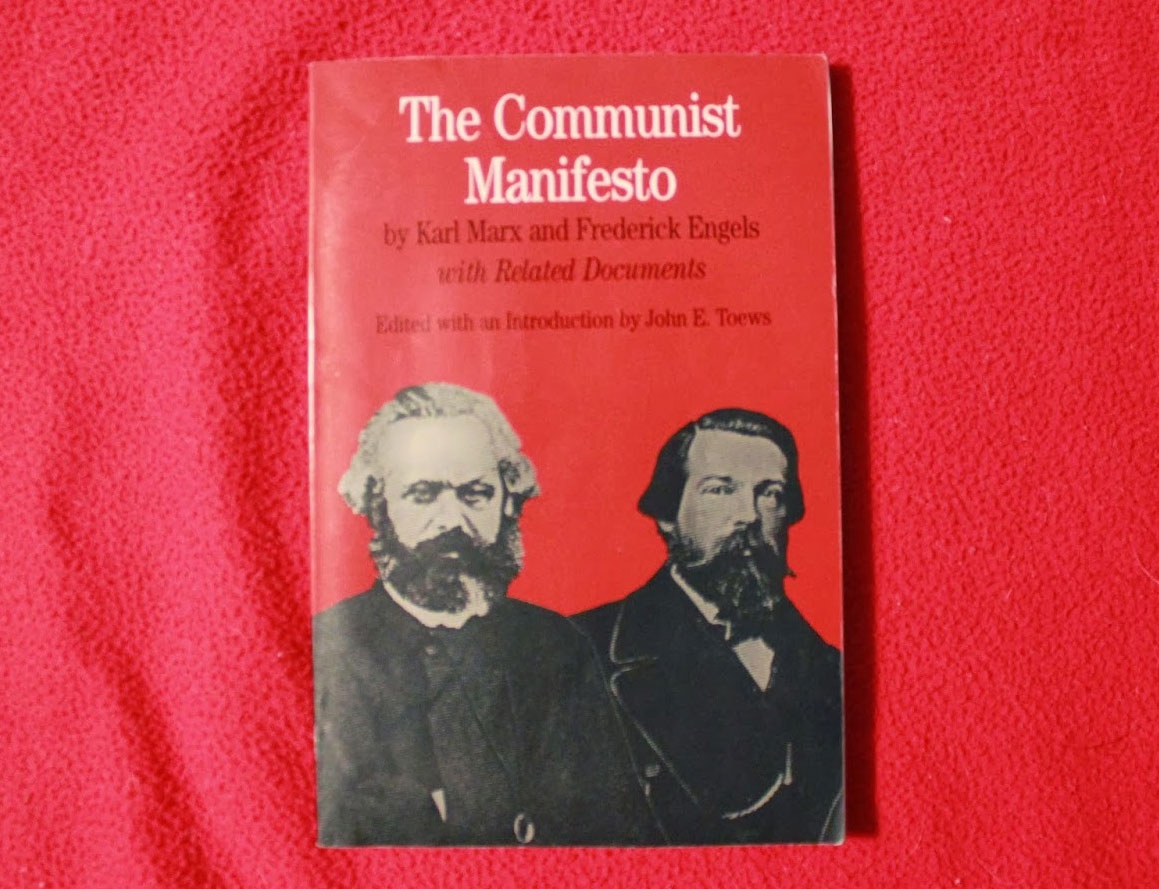 The Communist
Manifesto
by Karl Marx and Frederick Engels
with Related Documents
Edited with an Introduction by John E. Toews